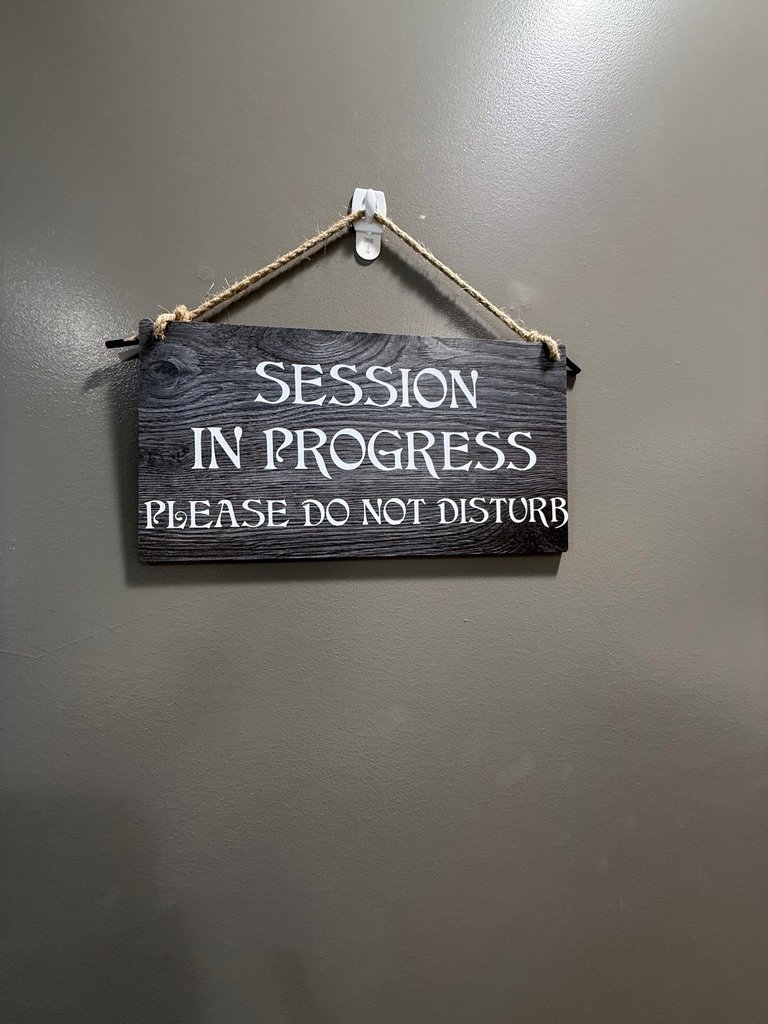 SESSION
IN PROGRESS
PLEASE DO NOT DISTURB